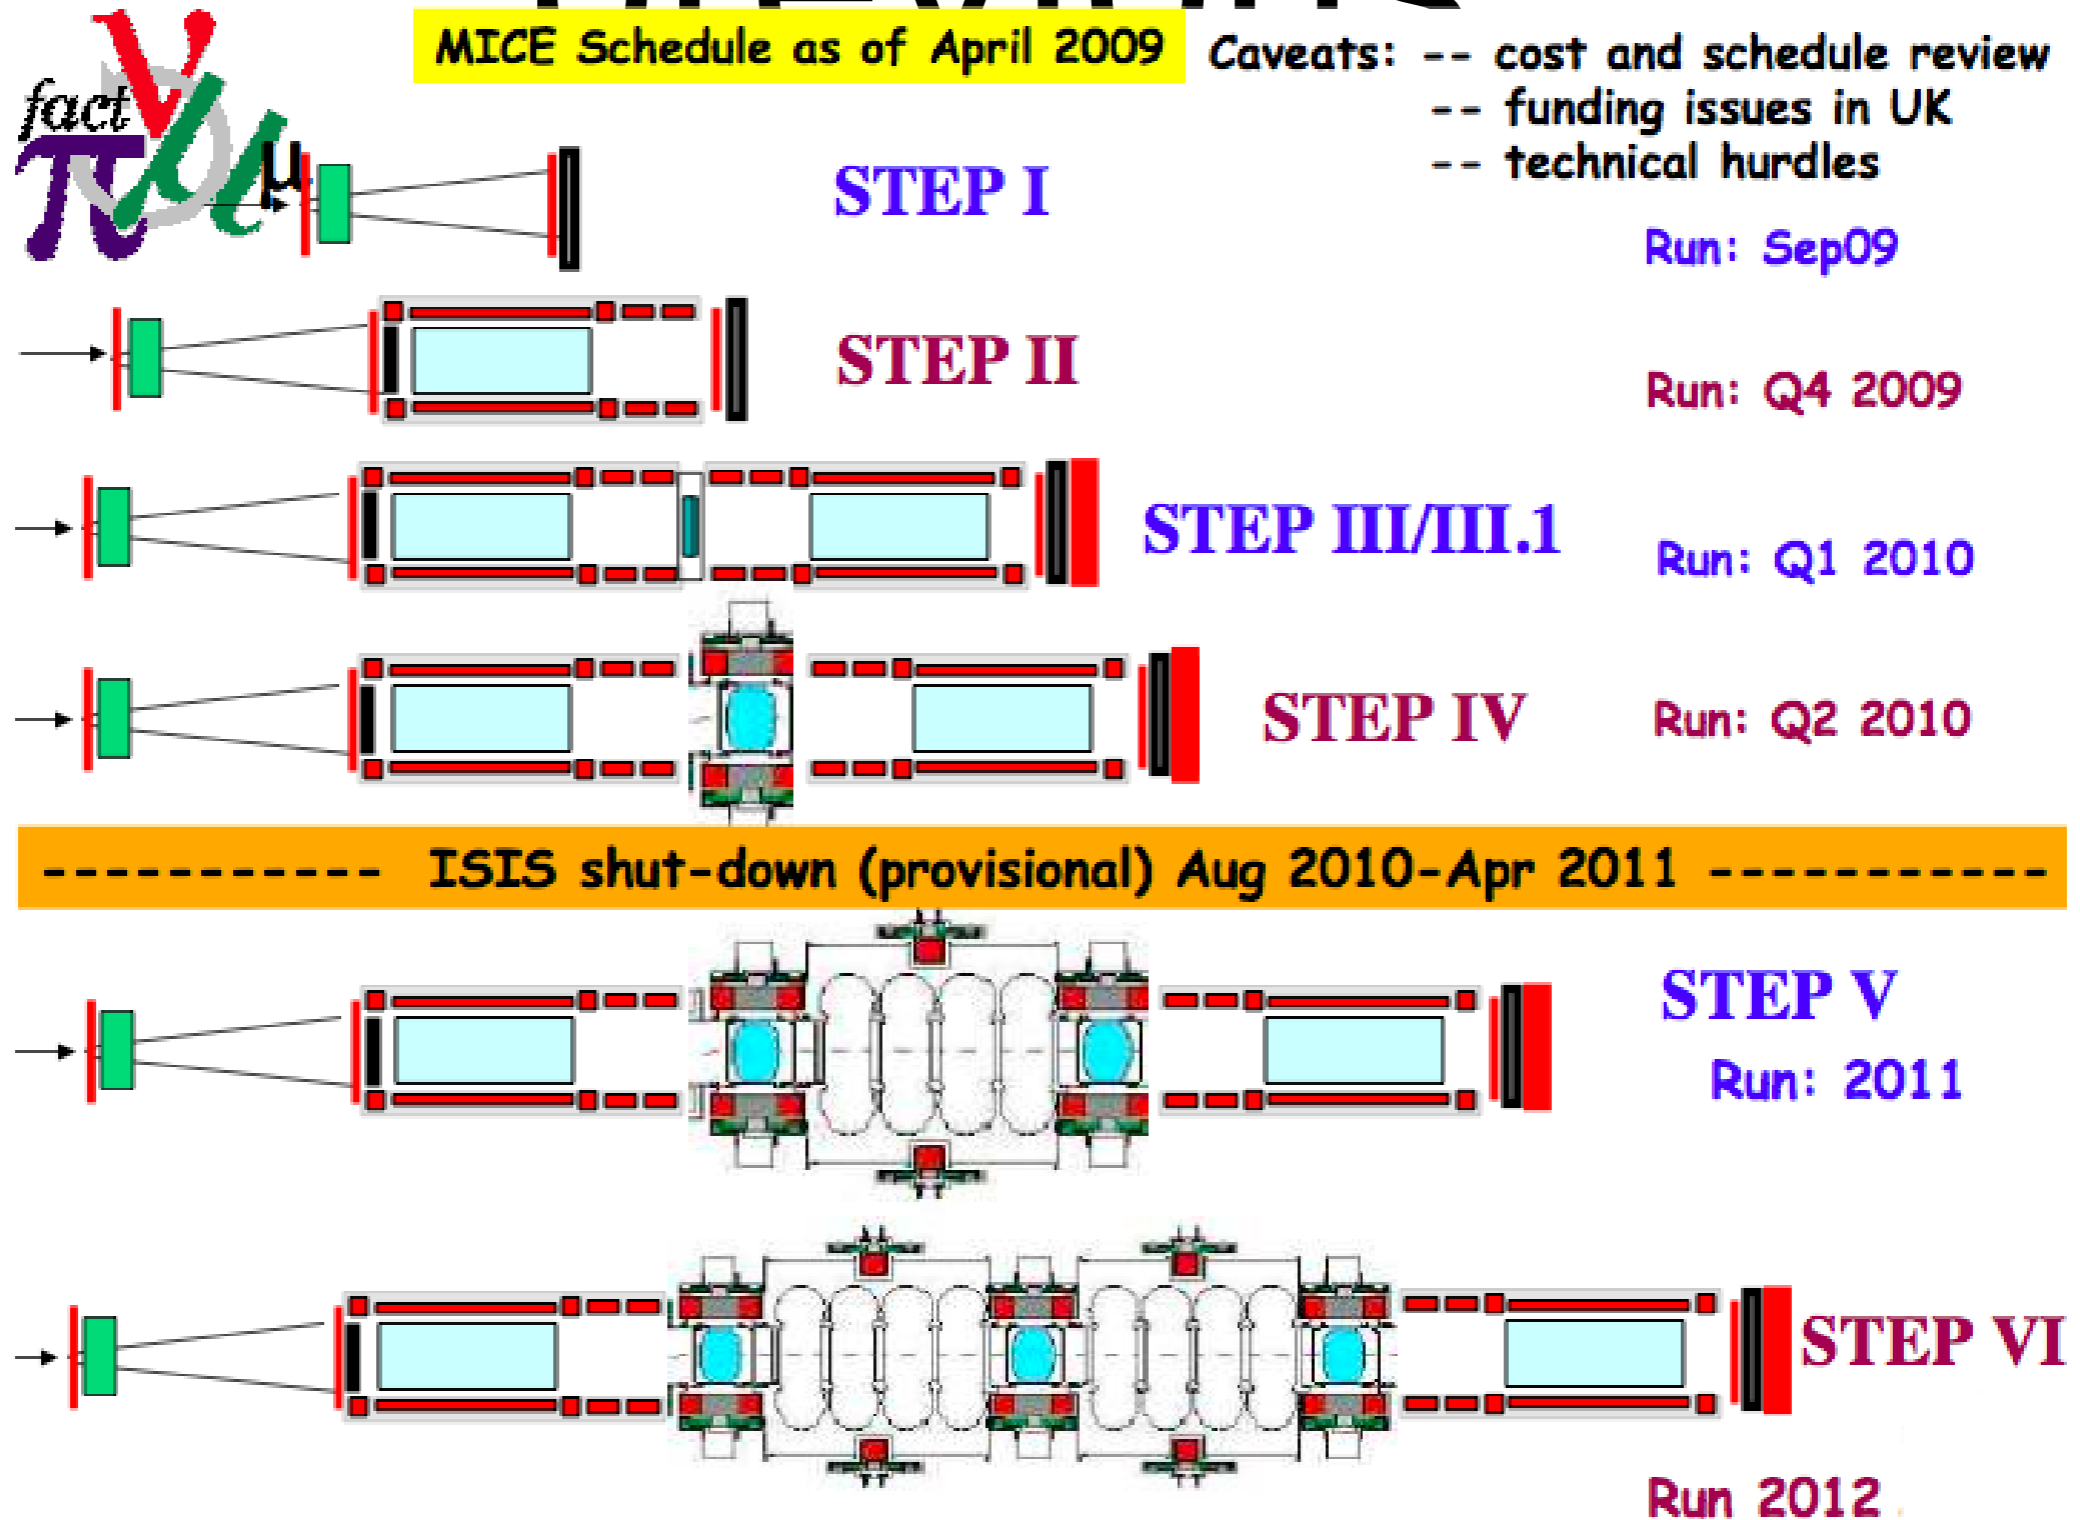 MICE Schedule as of April 2009
Caveats: -- cost and schedule review
-- funding issues in UK
-- technical hurdles
fact
μ
STEP I
Run: Sep09
STEP II
Run: Q4 2009
STEP III/III.1
Run: Q1 2010
STEP IV
Run: Q2 2010
----------- ISIS shut-down (provisional) Aug 2010-Apr 2011 -----------
STEP V
Run: 2011
STEP VI
Run 2012